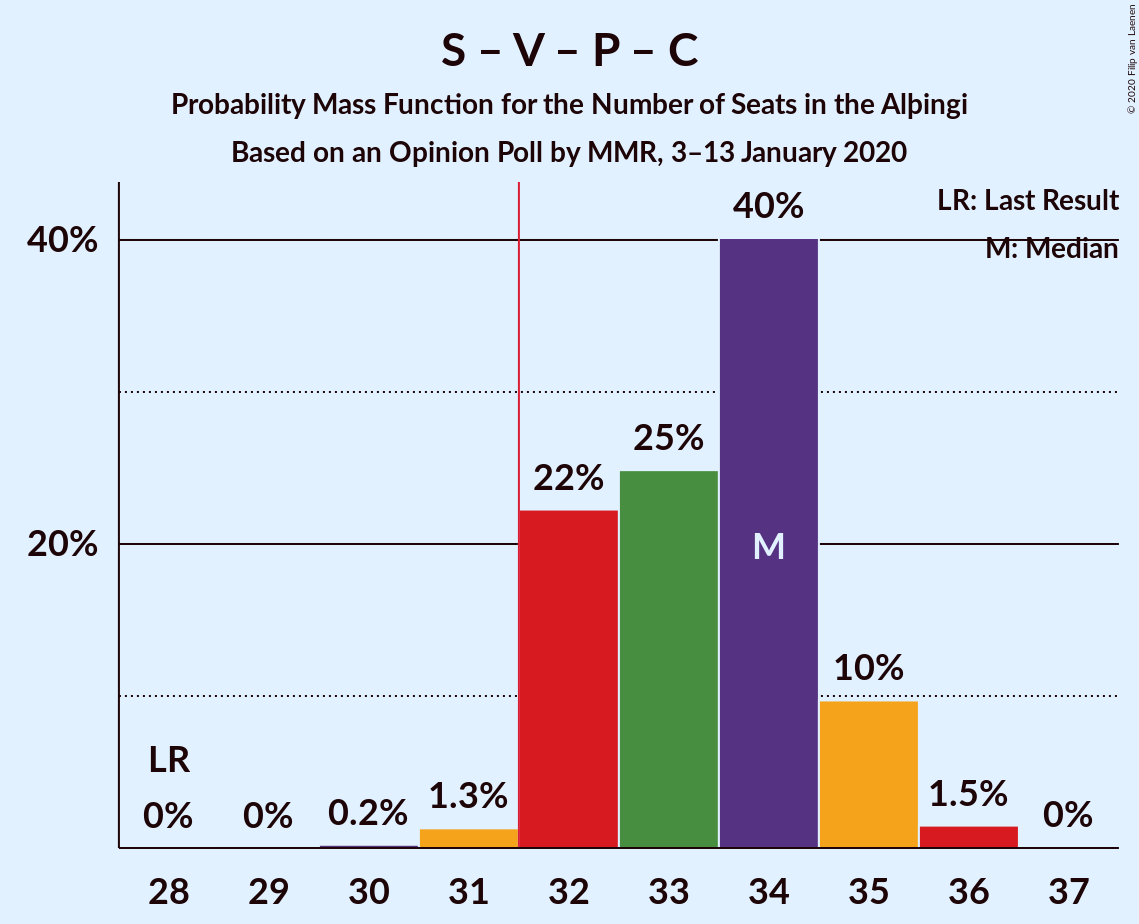 S – V – P – C
Probability Mass Function for the Number of Seats in the Alþingi
Based on an Opinion Poll by MMR, 3–13 January 2020
© 2020 Filip van Laenen
LR: Last Result
M: Median
40%
20%
40%
25%
22%
M
10%
LR
0%
0%
0.2%
1.3%
1.5%
0%
28
29
30
31
32
33
34
35
36
37